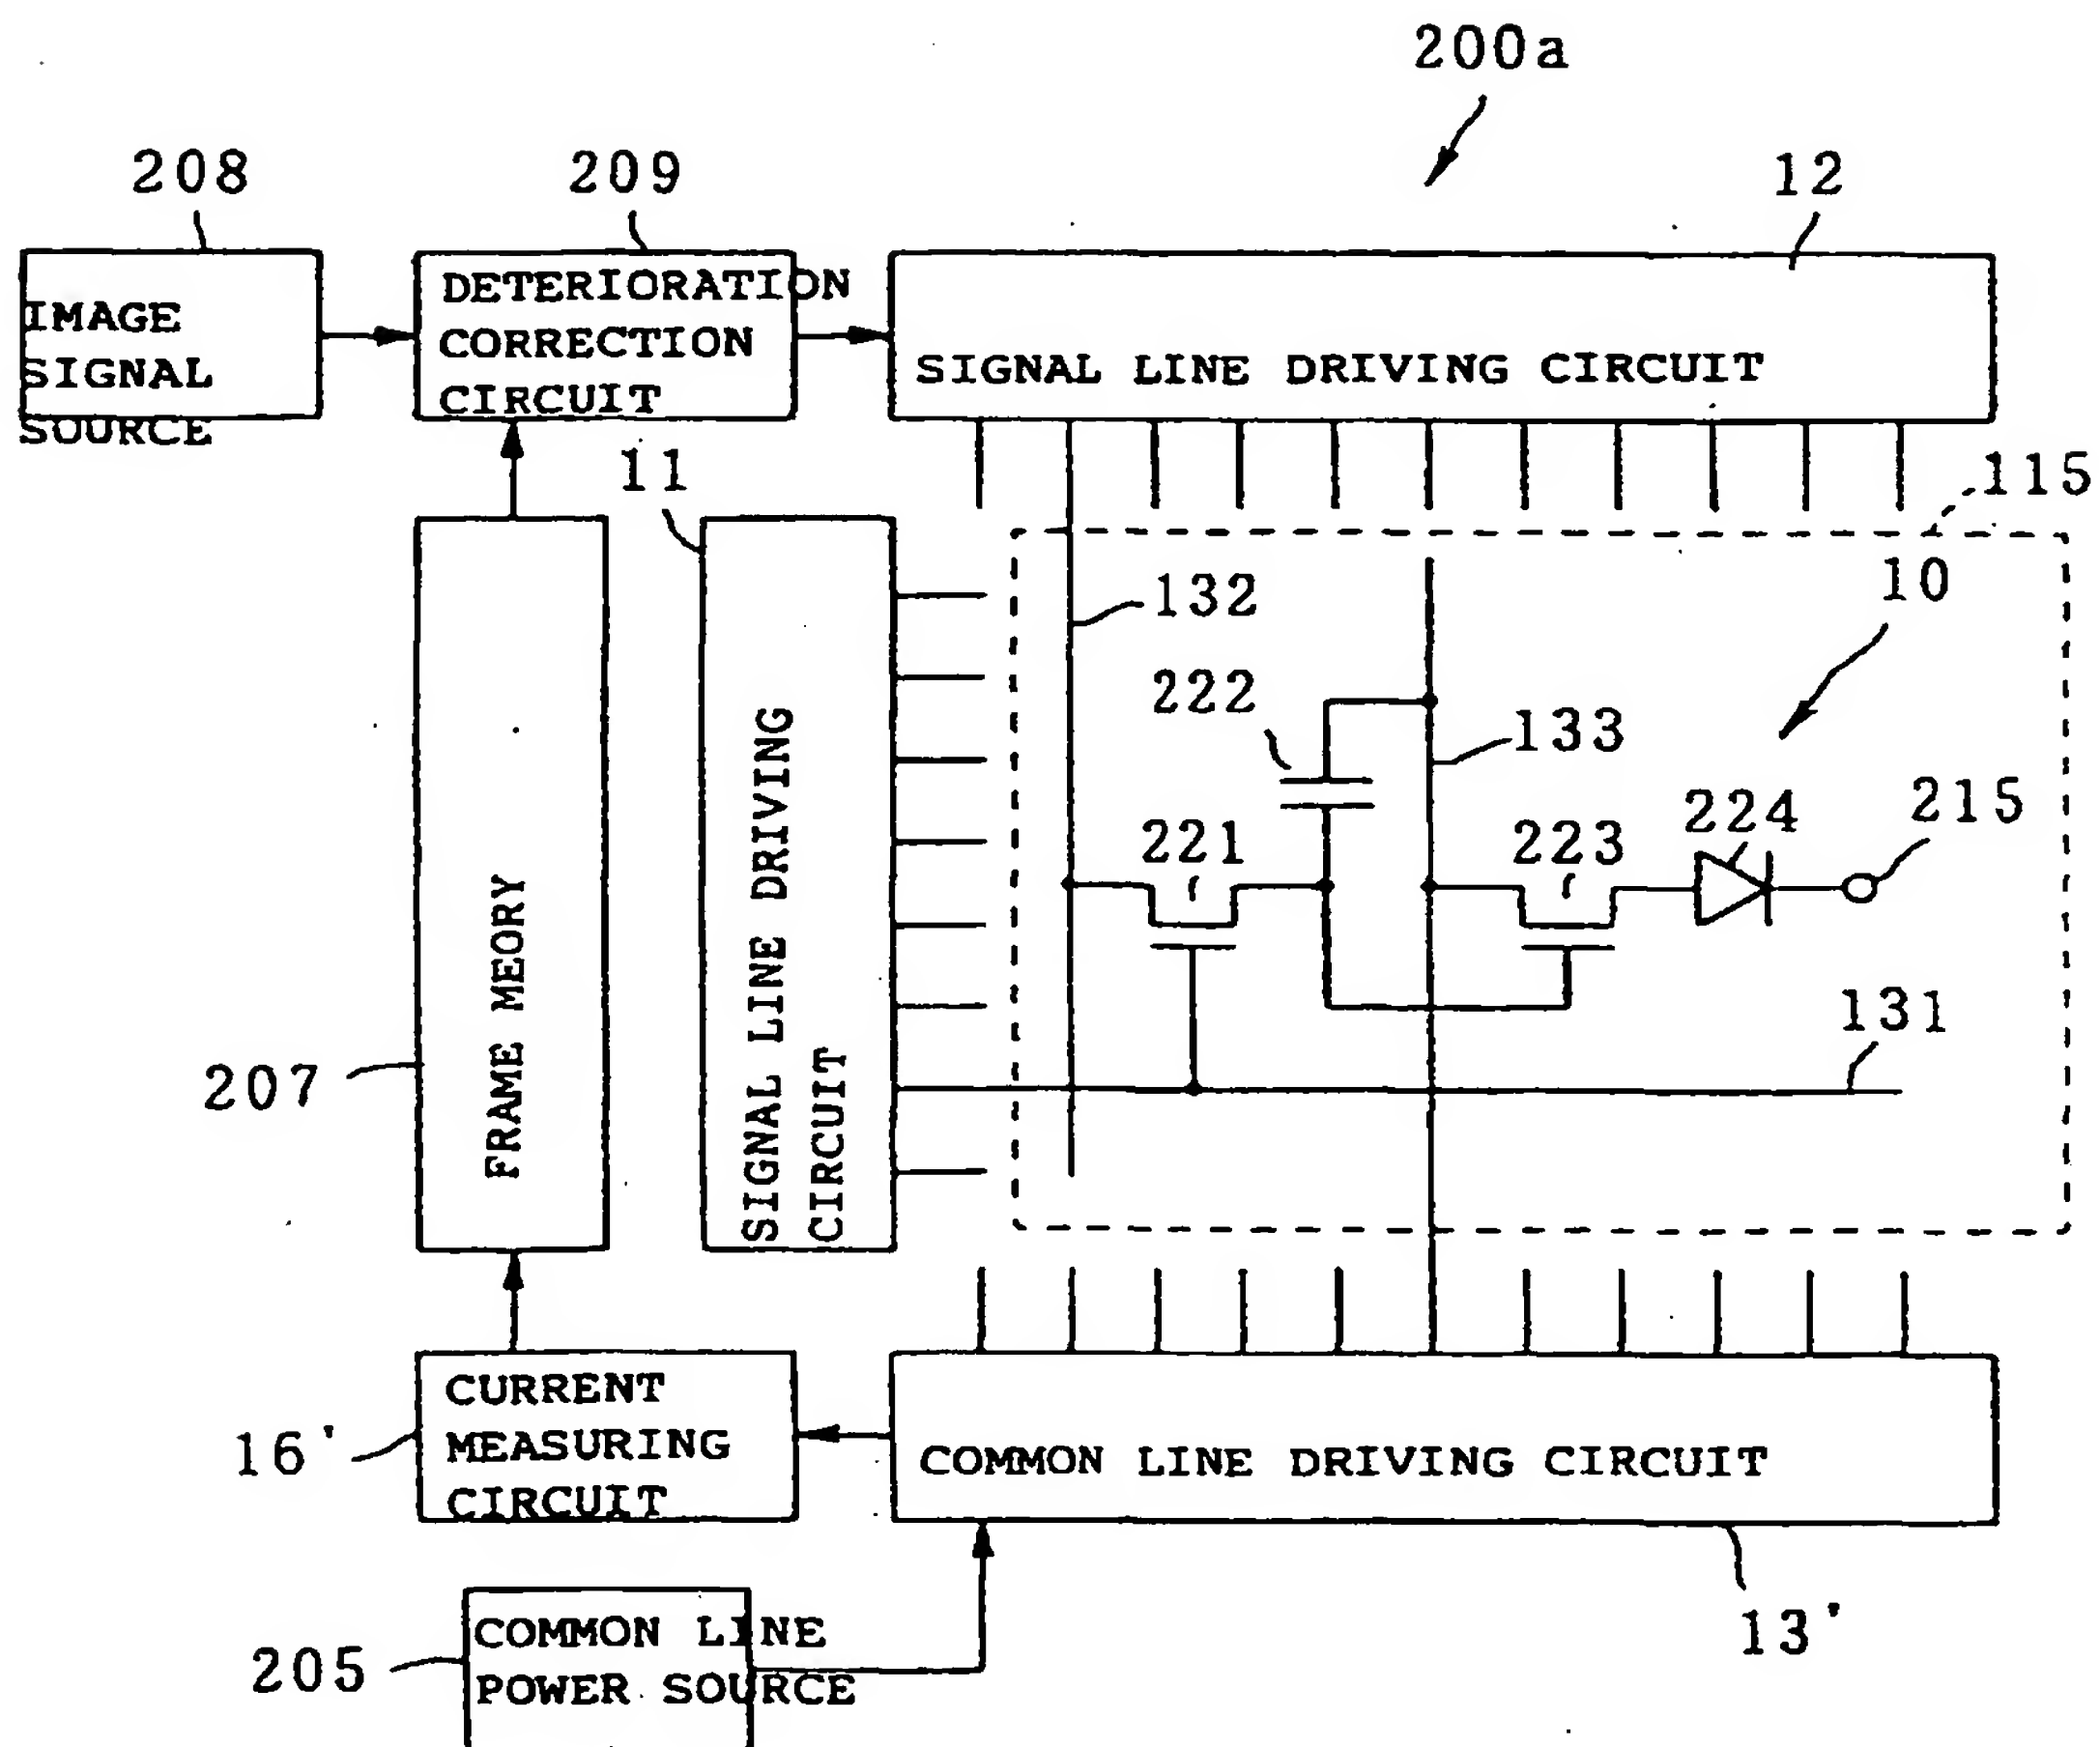 200a
208
209
12
IMAGE
SIGNAL
SOURCE
DETERIORATION
CORRECTION
CIRCUIT
SIGNAL LINE DRIVING CIRCUIT
11
115
10
132
222
133
221
223
224
215
131
207
FRAME MEORY
SIGNAL LINE DRIVING
CIRCUIT
16'
CURRENT
MEASURING
CIRCUIT
COMMON LINE DRIVING CIRCUIT
13'
205
COMMON LINE
POWER SOURCE